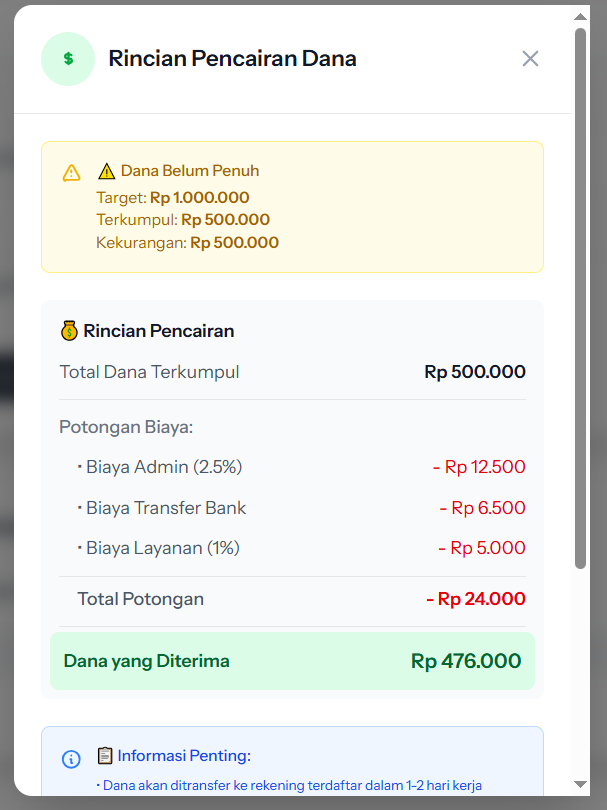 $ Rincian Pencairan Dana
⚠️ Dana Belum Penuh
Target: Rp 1.000.000
Terkumpul: Rp 500.000
Kekurangan: Rp 500.000
Rincian Pencairan
Total Dana Terkumpul Rp 500.000
Potongan Biaya:
• Biaya Admin (2.5%) - Rp 12.500
• Biaya Transfer Bank - Rp 6.500
• Biaya Layanan (1%) - Rp 5.000
Total Potongan - Rp 24.000
Dana yang Diterima Rp 476.000
📋 Informasi Penting:
• Dana akan ditransfer ke rekening terdaftar dalam 1-2 hari kerja